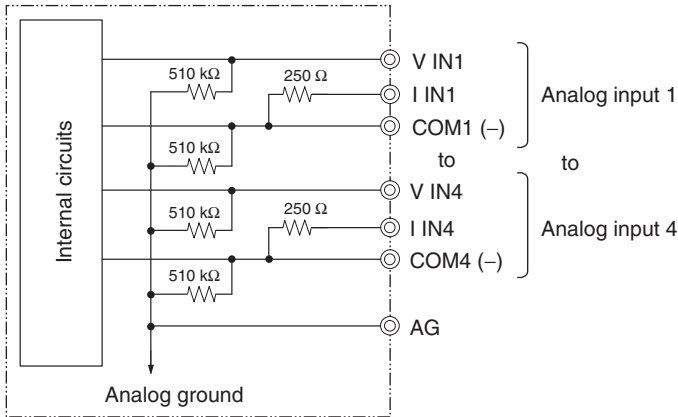 V IN1
510 kΩ
250 Ω
I IN1
Analog input 1
COM1 (–)
510 kΩ
to
to
V IN4
510 kΩ
250 Ω
I IN4
Analog input 4
COM4 (–)
510 kΩ
AG
Internal circuits
Analog ground